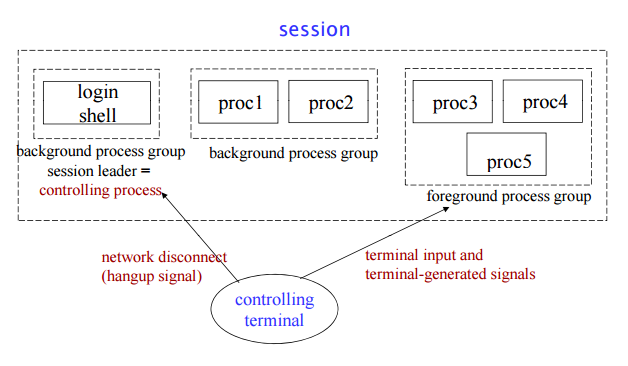 session
login
shell
proc1
proc2
proc3
proc4
proc5
background process group
session leader =
controlling process
background process group
foreground process group
network disconnect
(hangup signal)
terminal input and
terminal-generated signals
controlling
terminal